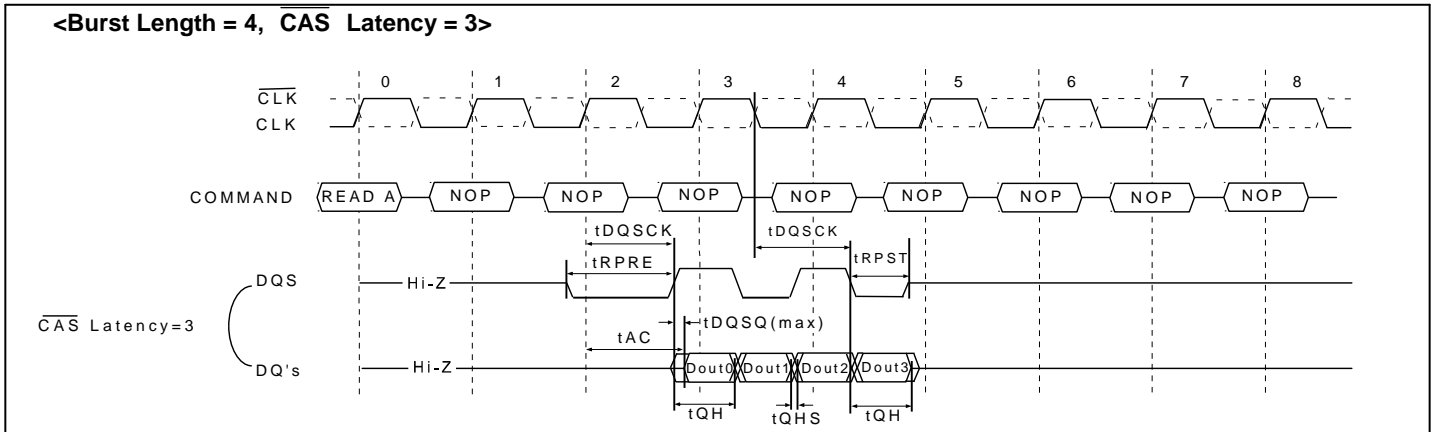 <Burst Length = 4, CAS Latency = 3>
0 1 2 3 4 5 6 7 8
CLK
CLK
COMMAND READ A NOP NOP NOP NOP NOP NOP NOP NOP
tDQSCK tDQSCK
tRPRE tRPST
DQS Hi-Z
CAS Latency=3
tDQSQ(max)
tAC
DQ's Hi-Z Dout0 Dout1 Dout2 Dout3
tQH tQHS tQH